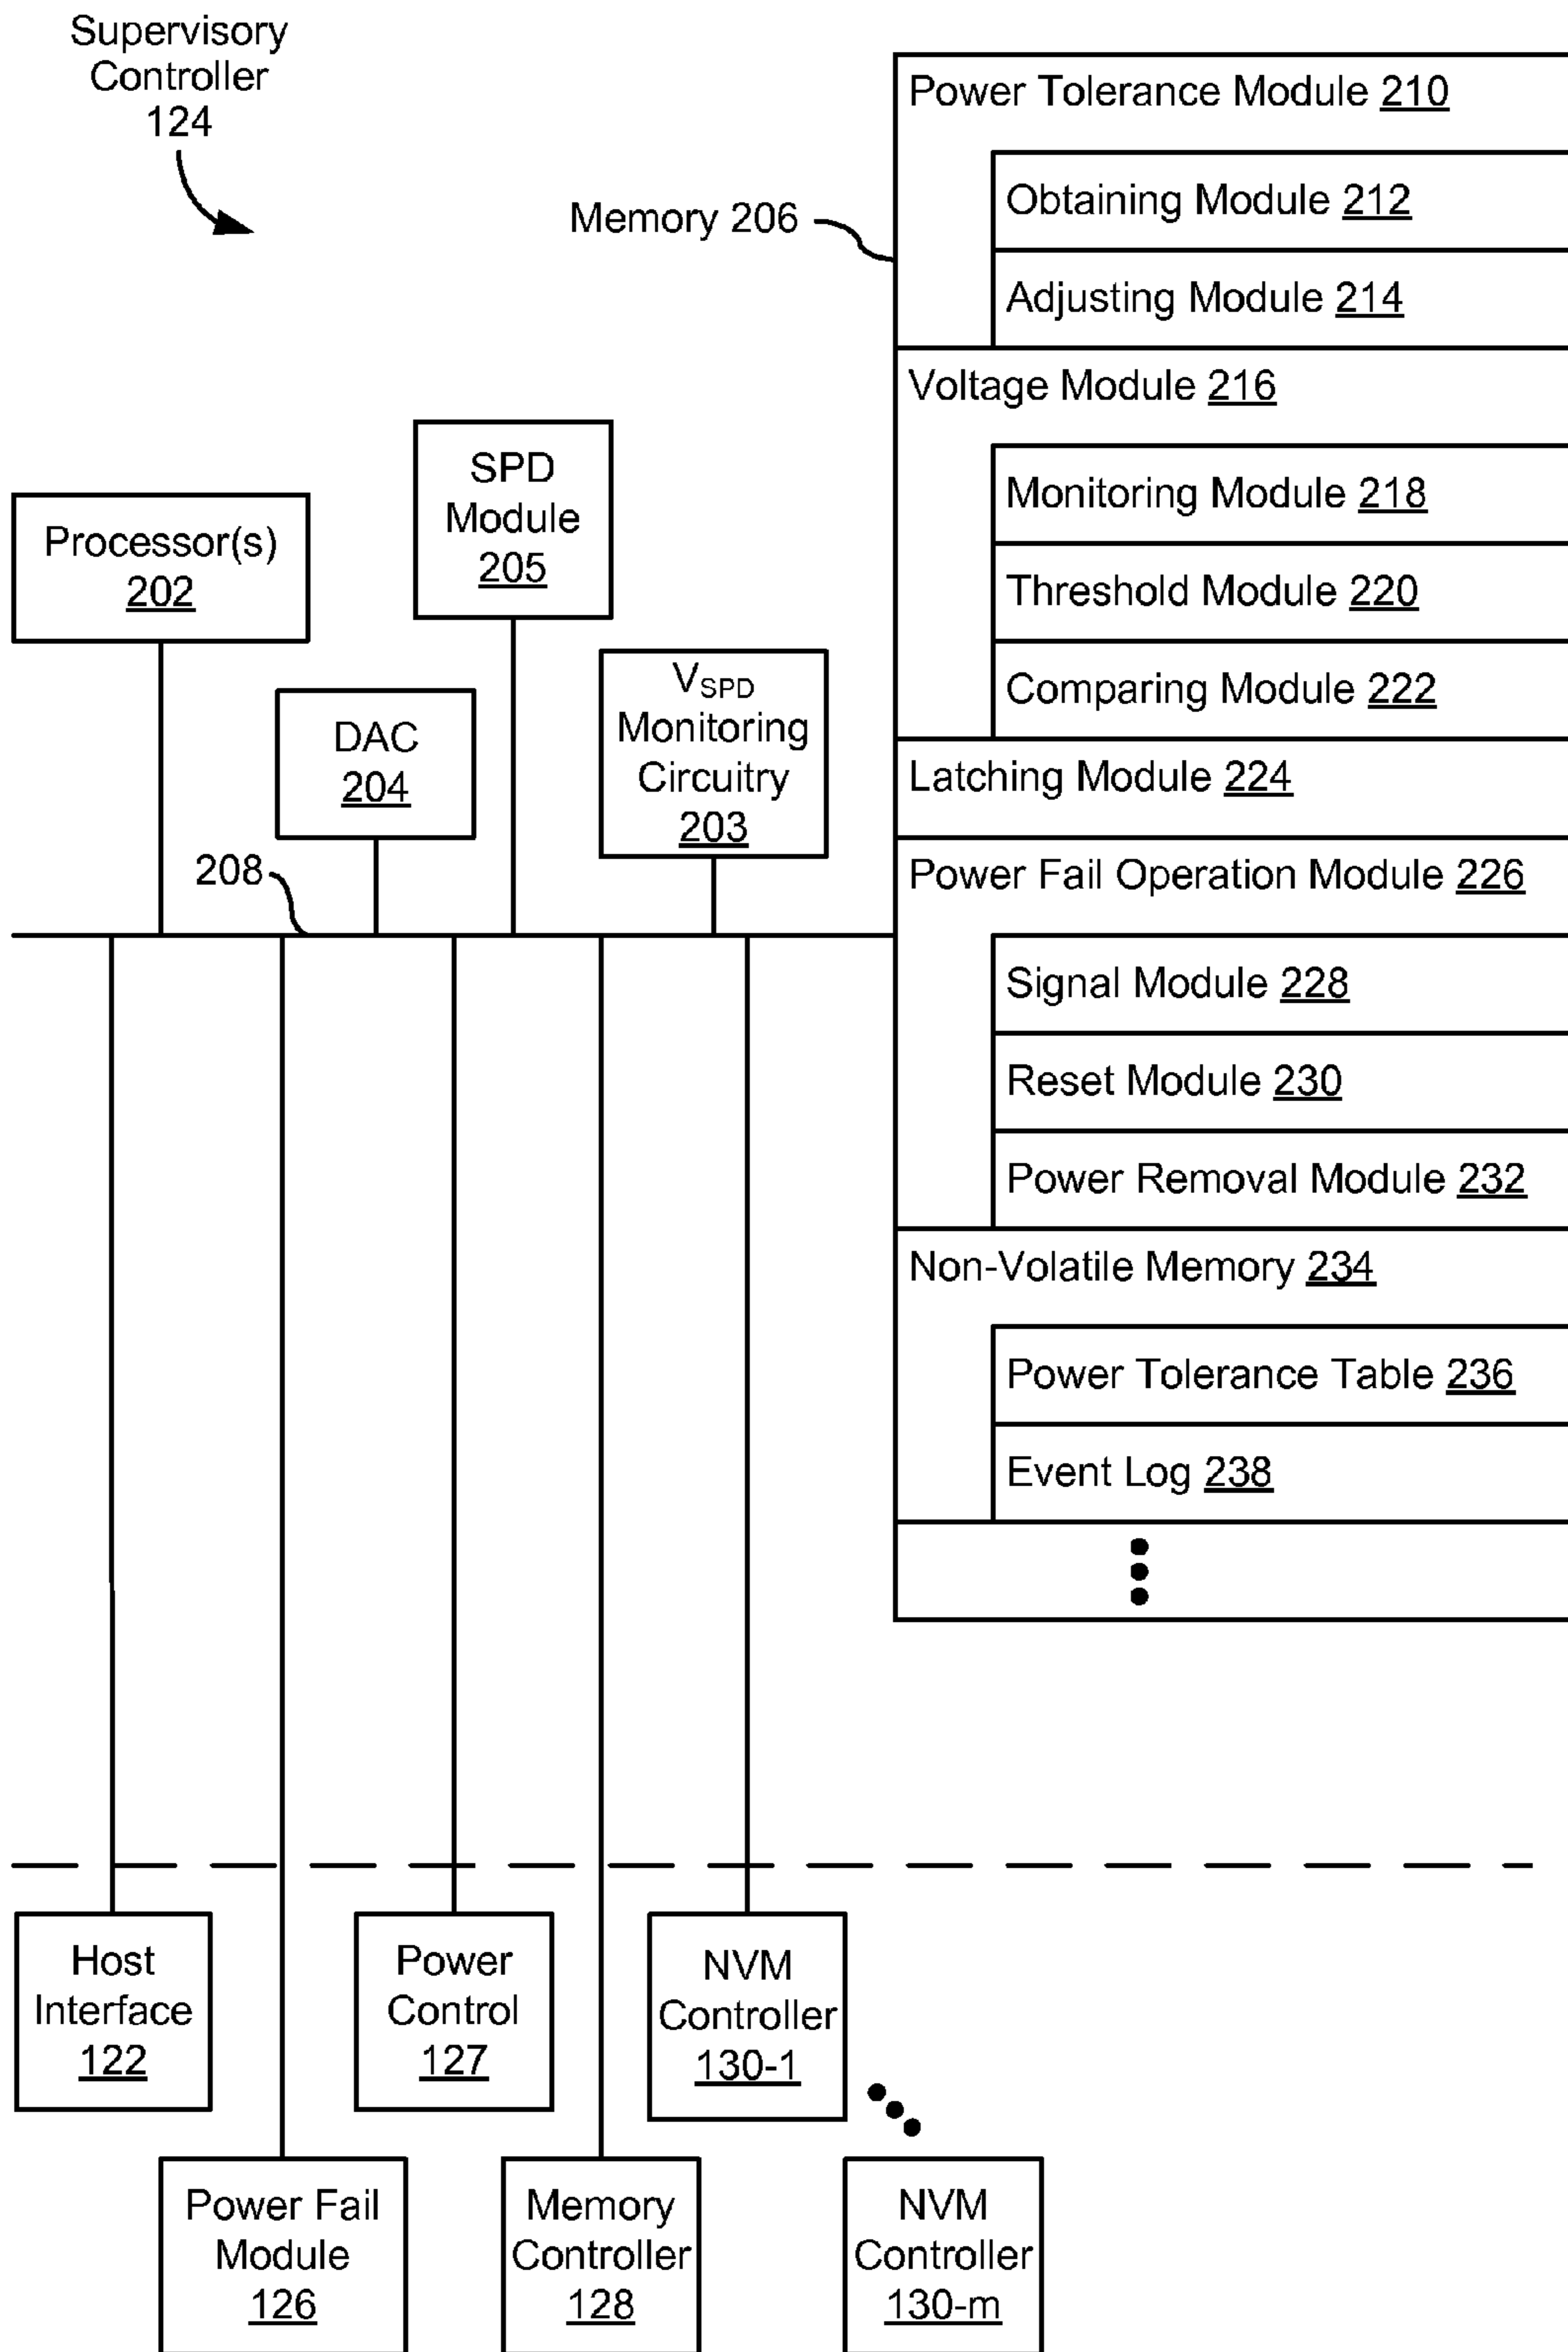 Supervisory
Controller
124
Memory 206
Power Tolerance Module 210
Obtaining Module 212
Adjusting Module 214
Voltage Module 216
Monitoring Module 218
Threshold Module 220
Comparing Module 222
Latching Module 224
Power Fail Operation Module 226
Signal Module 228
Reset Module 230
Power Removal Module 232
Non-Volatile Memory 234
Power Tolerance Table 236
Event Log 238
Processor(s)
202
DAC
204
SPD
Module
205
VSPD
Monitoring
Circuitry
203
208
Host
Interface
122
Power Fail
Module
126
Power
Control
127
Memory
Controller
128
NVM
Controller
130-1
NVM
Controller
130-m